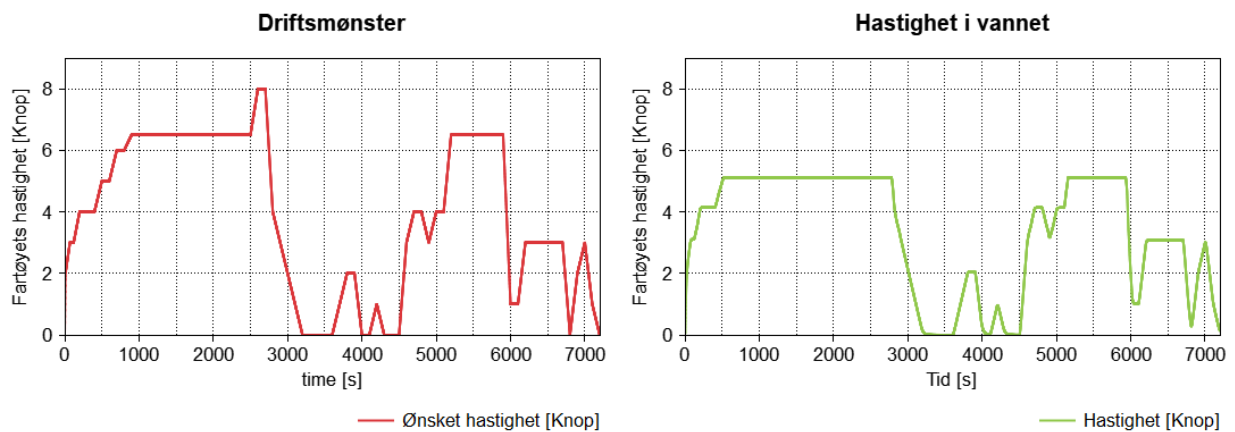 Driftsmønster
Fartøyets hastighet [Knop]
8
6
4
2
0
0 1000 2000 3000 4000 5000 6000 7000
time [s]
Ønsket hastighet [Knop]
Hastighet i vannet
Fartøyets hastighet [Knop]
8
6
4
2
0
0 1000 2000 3000 4000 5000 6000 7000
Tid [s]
Hastighet [Knop]